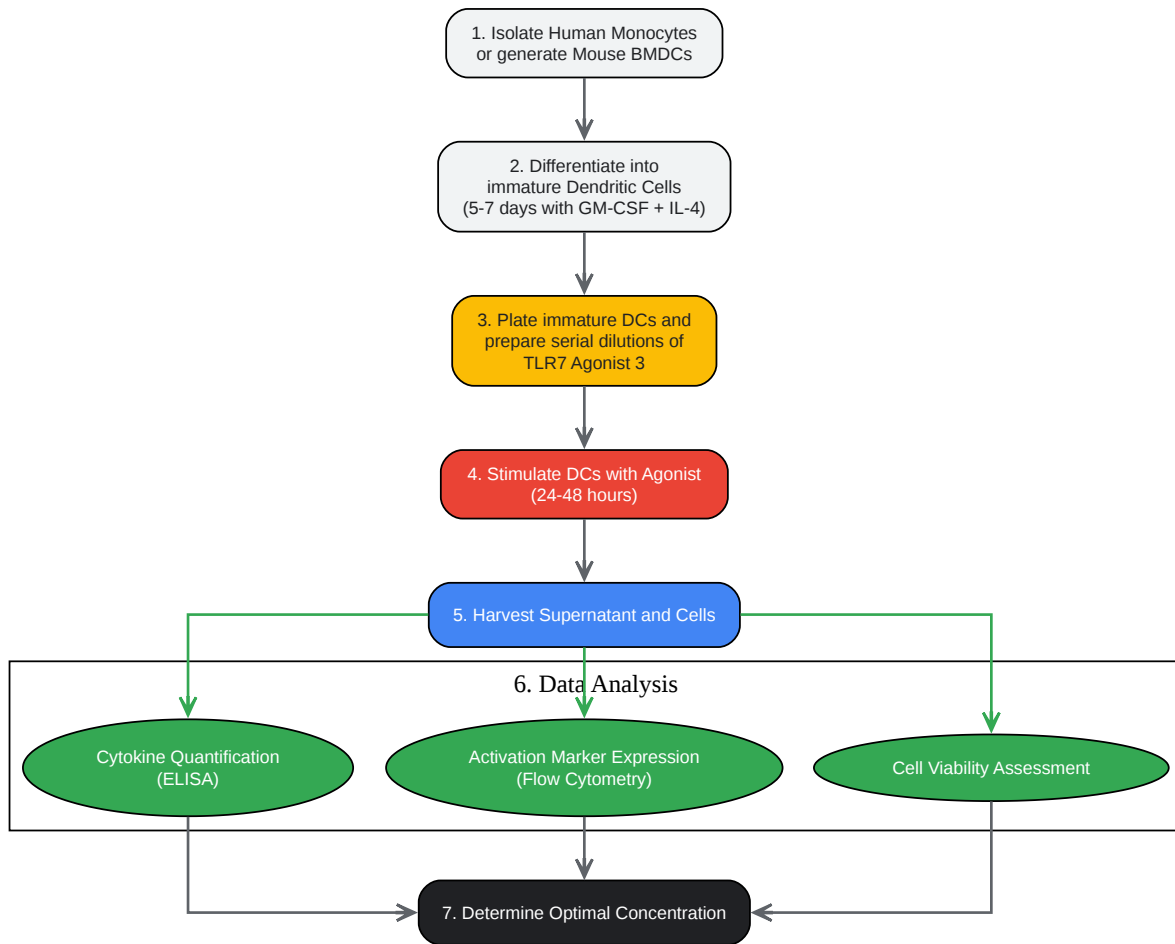 1. Isolate Human Monocytes
or generate Mouse BMDCs
2. Differentiate into
immature Dendritic Cells
(5-7 days with GM-CSF + IL-4)
3. Plate immature DCs and
prepare serial dilutions of
TLR7 Agonist 3
4. Stimulate DCs with Agonist
(24-48 hours)
5. Harvest Supernatant and Cells
6. Data Analysis
Cytokine Quantification
(ELISA)
Activation Marker Expression
(Flow Cytometry)
Cell Viability Assessment
7. Determine Optimal Concentration